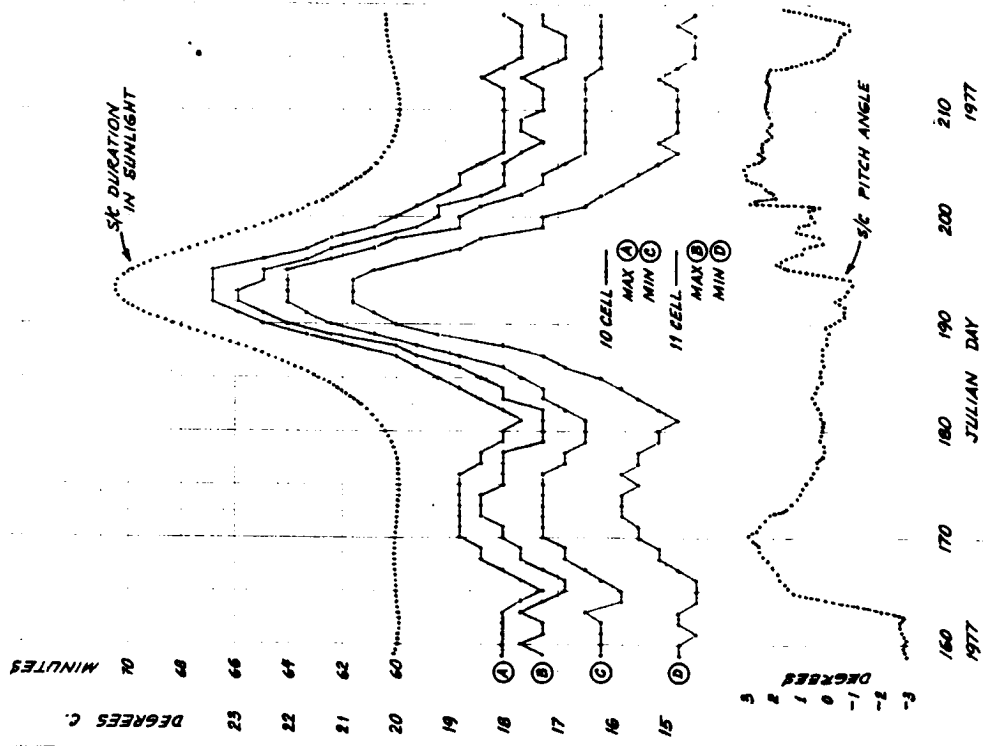 S/C DURATION
IN SUNLIGHT
MINUTES
70
68
66
64
62
60
DEGREES C.
23
22
21
20
19
18
17
16
15
A
B
C
D
10 CELL
MAX A
MIN C
11 CELL
MAX B
MIN D
S/C PITCH ANGLE
DEGREES
3
2
1
0
-1
-2
-3
160
170
180
190
200
210
1977
JULIAN DAY
1977